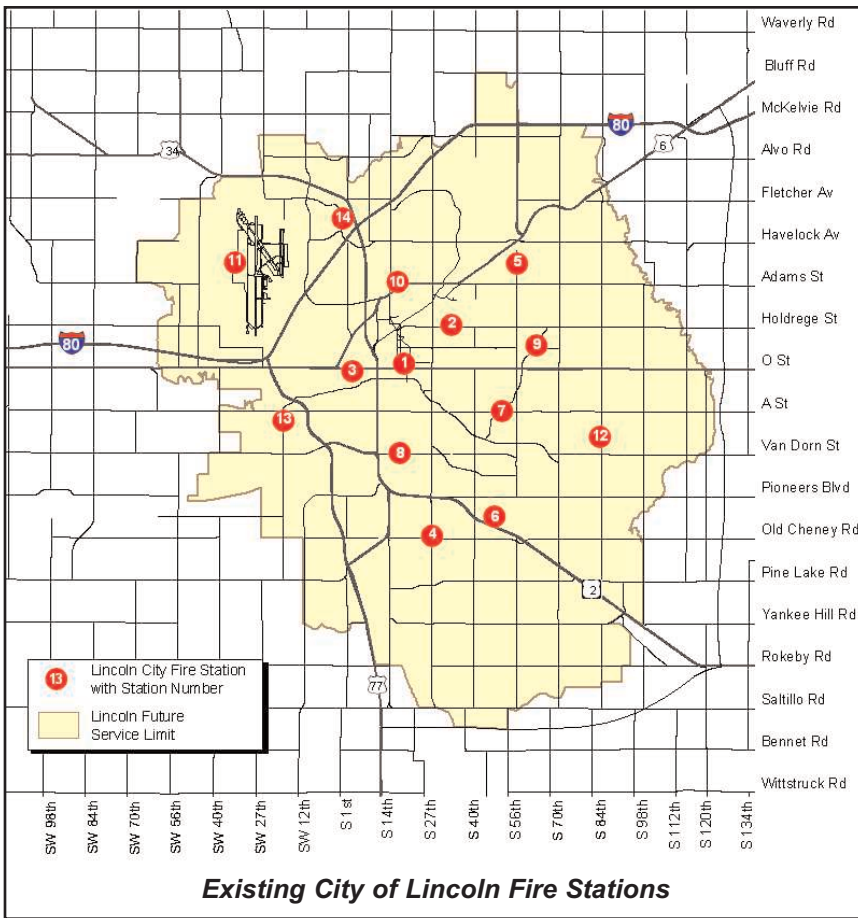 Waverly Rd
Bluff Rd
McKelvie Rd
80
6
Alvo Rd
34
Fletcher Av
14
Havelock Av
11
5
Adams St
10
Holdrege St
2
80
9
O St
1
3
A St
7
13
12
Van Dorn St
8
Pioneers Blvd
6
Old Cheney Rd
4
Pine Lake Rd
2
Yankee Hill Rd
Rokeby Rd
13 Lincoln City Fire Station
with Station Number
77
Saltillo Rd
Lincoln Future
Service Limit
Bennet Rd
Wittstruck Rd
SW 98th
SW 84th
SW 70th
SW 56th
SW 40th
SW 27th
SW 12th
S 1st
S 14th
S 27th
S 40th
S 56th
S 70th
S 84th
S 98th
S 112th
S 120th
S 134th
Existing City of Lincoln Fire Stations